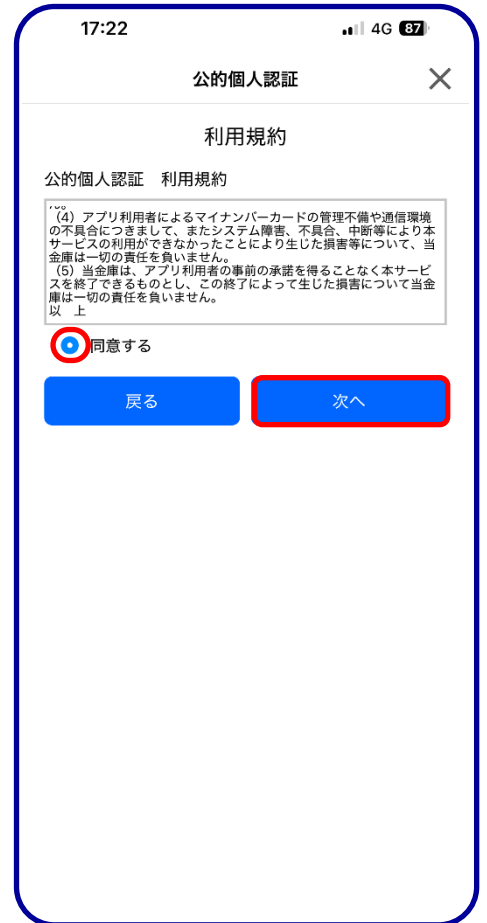 17:22 4G 87
公的個人認証
利用規約
公的個人認証 利用規約
（4）アプリ利用者によるマイナンバーカードの管理不備や通信環境
の不具合につきまして、またシステム障害、不具合、中断等により本
サービスの利用ができなかったことにより生じた損害等について、当
金庫は一切の責任を負いません。
（5）当金庫は、アプリ利用者の事前の承諾を得ることなく本サービ
スを終了できるものとし、この終了によって生じた損害について当金
庫は一切の責任を負いません。
以 上
同意する
戻る 次へ